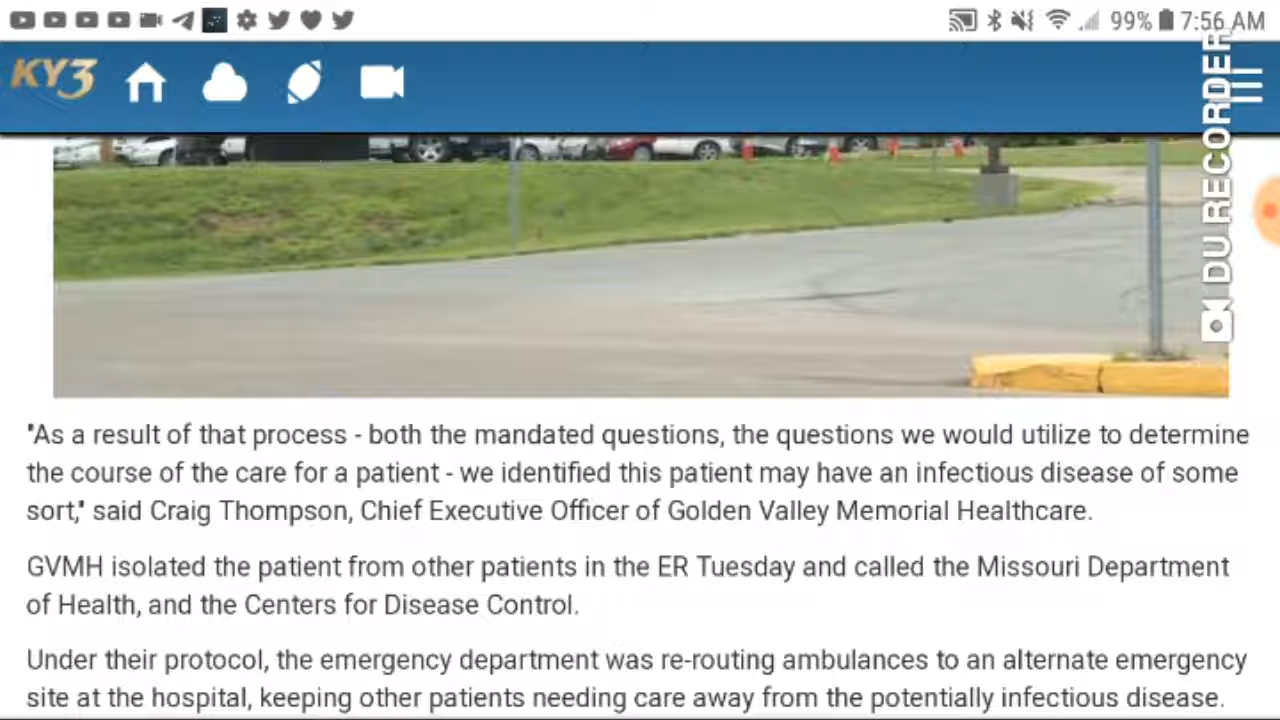 99% 7:56 AM
KY3
DU RECORDER
"As a result of that process - both the mandated questions, the questions we would utilize to determine
the course of the care for a patient - we identified this patient may have an infectious disease of some
sort," said Craig Thompson, Chief Executive Officer of Golden Valley Memorial Healthcare.
GVMH isolated the patient from other patients in the ER Tuesday and called the Missouri Department
of Health, and the Centers for Disease Control.
Under their protocol, the emergency department was re-routing ambulances to an alternate emergency
site at the hospital, keeping other patients needing care away from the potentially infectious disease.